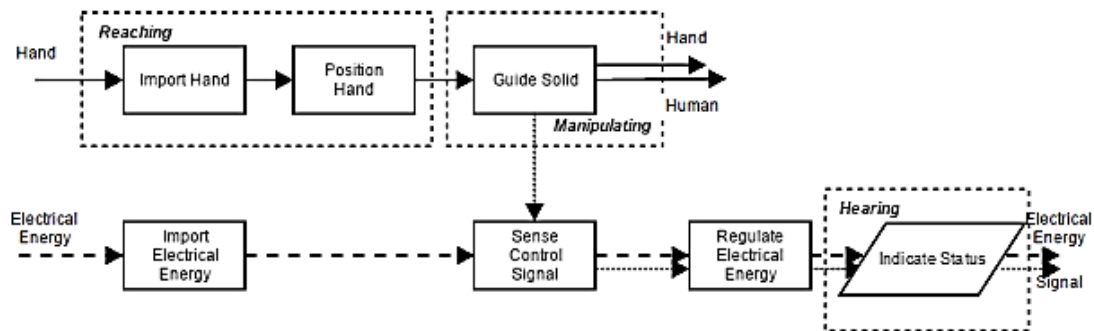 Reaching
Hand
Import Hand
Position
Hand
Guide Solid
Hand
Human
Manipulating
Electrical
Energy
Import
Electrical
Energy
Sense
Control
Signal
Regulate
Electrical
Energy
Hearing
Indicate Status
Electrical
Energy
Signal